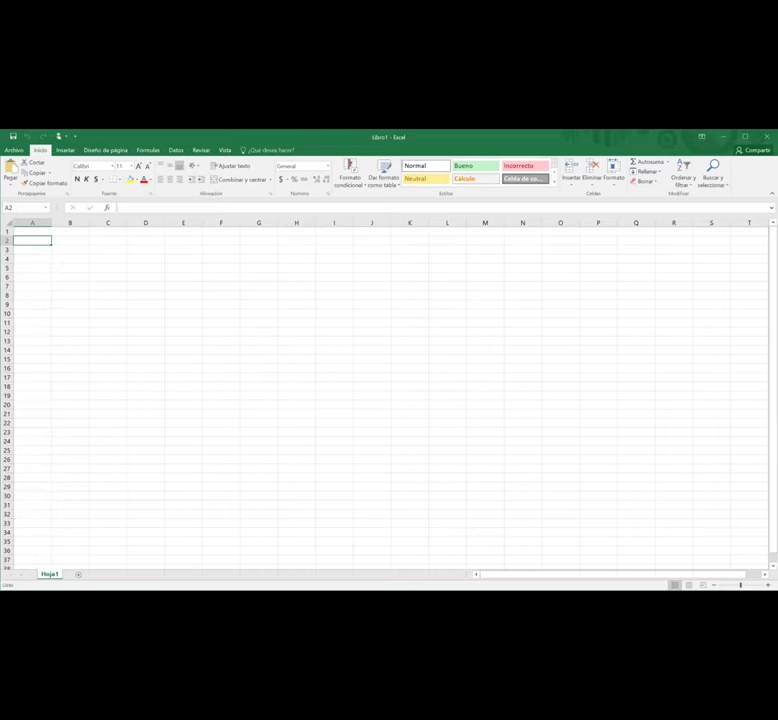 Libro1 - Excel
Archivo Inicio Insertar Diseño de página Fórmulas Datos Revisar Vista ¿Qué desea hacer? Compartir
Pegar
Cortar
Copiar
Copiar formato
Portapapeles
Calibri 11
N K S
Fuente
Ajustar texto
Combinar y centrar
Alineación
General
$ % 000
Número
Formato condicional
Dar formato como tabla
Normal Bueno Incorrecto
Neutral Cálculo Celda de co...
Estilos
Insertar Eliminar Formato
Celdas
Autosuma
Rellenar
Borrar
Ordenar y filtrar
Buscar y seleccionar
Modificar
A2 fx
A B C D E F G H I J K L M N O P Q R S T
1
2
3
4
5
6
7
8
9
10
11
12
13
14
15
16
17
18
19
20
21
22
23
24
25
26
27
28
29
30
31
32
33
34
35
36
37
38
Hoja1
Listo